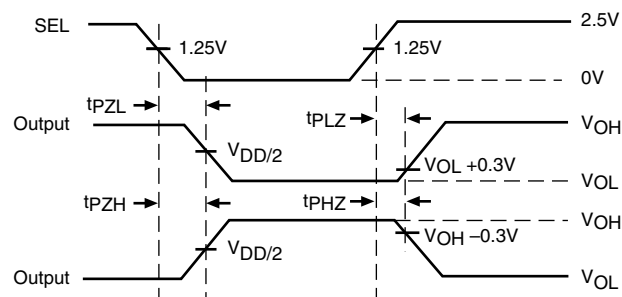 SEL
1.25V
1.25V
2.5V
0V
tPZL
tPLZ
Output
VDD/2
VOL +0.3V
VOH
VOL
tPZH
tPHZ
VOH
VDD/2
VOH –0.3V
Output
VOL